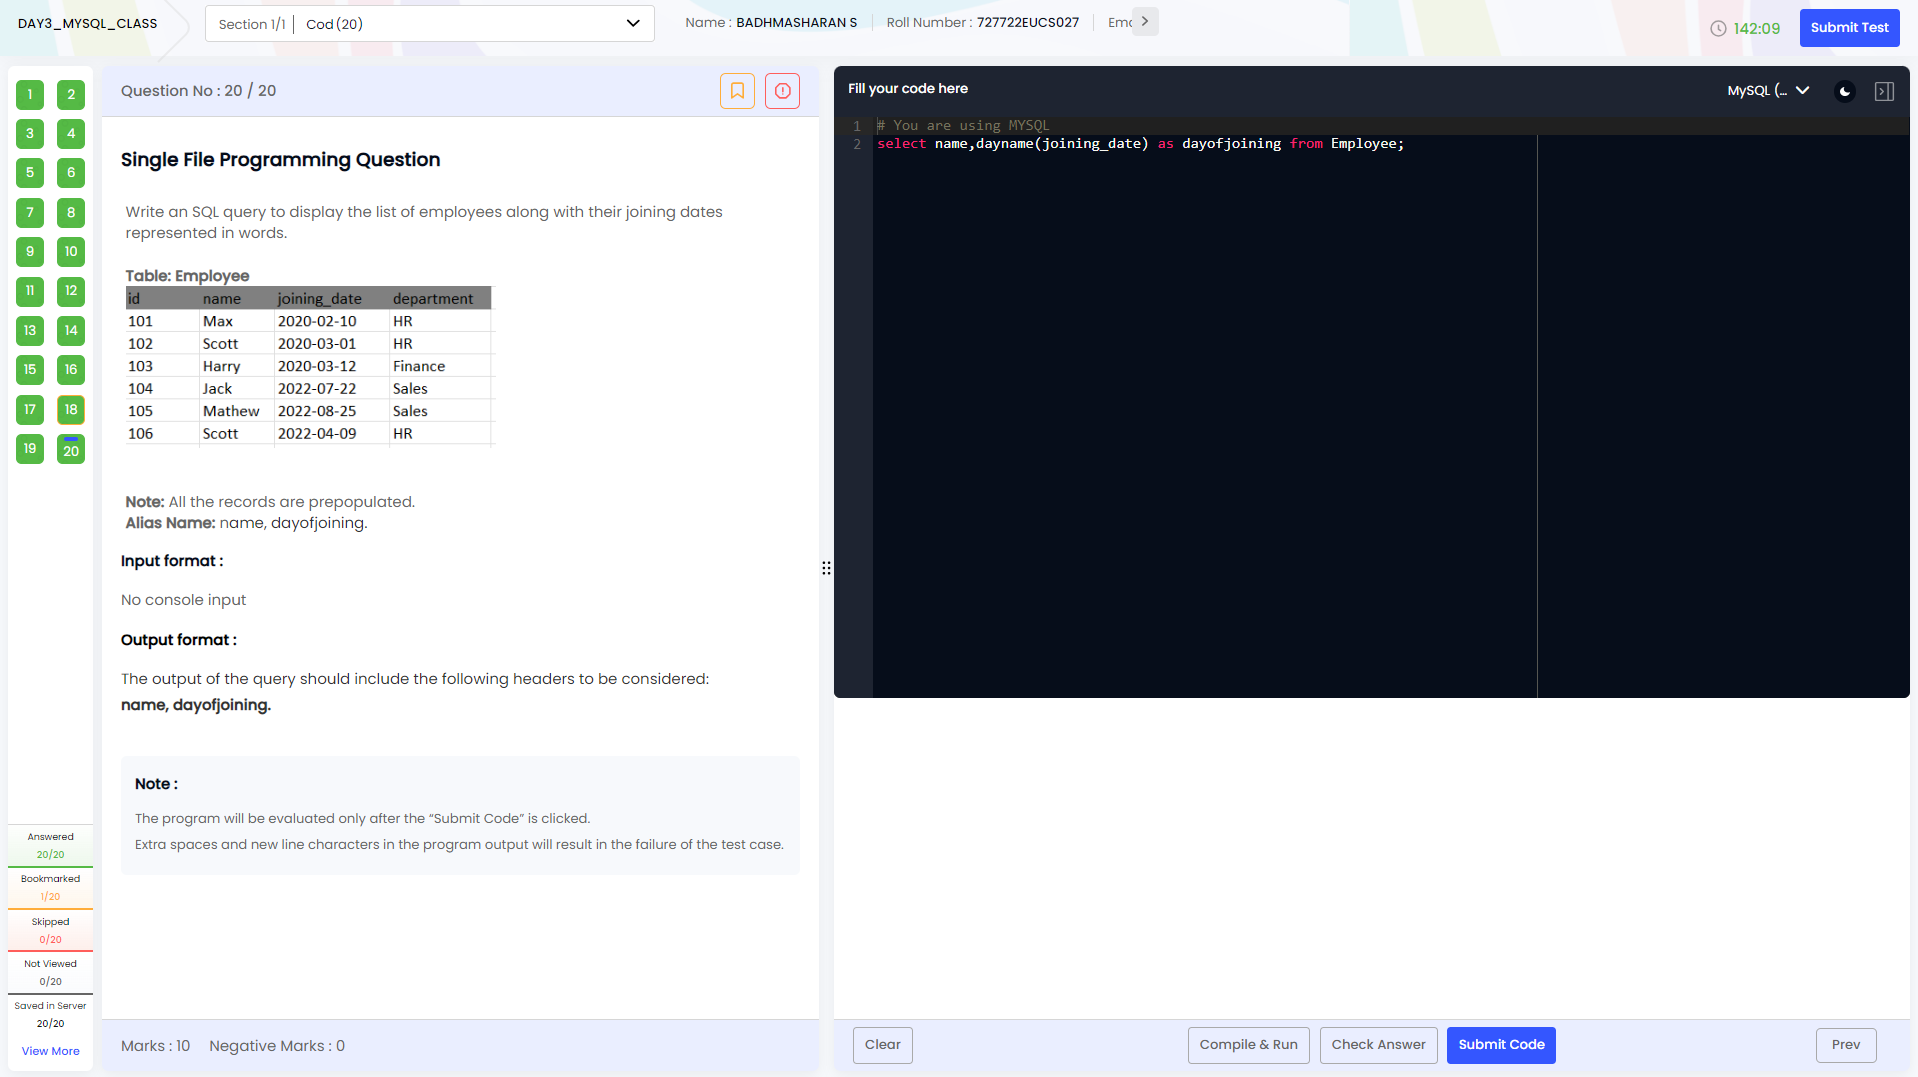 DAY3_MYSQL_CLASS
Section 1/1 | Cod (20)
Name : BADHMASHARAN S
Roll Number : 727722EUCS027
Submit Test
142:09
1 2
3 4
5 6
7 8
9 10
11 12
13 14
15 16
17 18
19 20
Answered
20/20
Bookmarked
1/20
Skipped
0/20
Not Viewed
0/20
Saved in Server
20/20
View More
Question No : 20 / 20
Single File Programming Question
Write an SQL query to display the list of employees along with their joining dates
represented in words.
Table: Employee
id name joining_date department
101 Max 2020-02-10 HR
102 Scott 2020-03-01 HR
103 Harry 2020-03-12 Finance
104 Jack 2022-07-22 Sales
105 Mathew 2022-08-25 Sales
106 Scott 2022-04-09 HR
Note: All the records are prepopulated.
Alias Name: name, dayofjoining.
Input format :
No console input
Output format :
The output of the query should include the following headers to be considered:
name, dayofjoining.
Note :
The program will be evaluated only after the “Submit Code” is clicked.
Extra spaces and new line characters in the program output will result in the failure of the test case.
Marks : 10 Negative Marks : 0
Fill your code here
MySQL (...
1 # You are using MYSQL
2 select name,dayname(joining_date) as dayofjoining from Employee;
Clear
Compile & Run
Check Answer
Submit Code
Prev